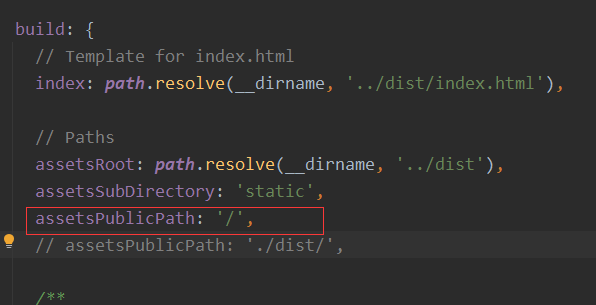 build: {
// Template for index.html
index: path.resolve(__dirname, '../dist/index.html'),
// Paths
assetsRoot: path.resolve(__dirname, '../dist'),
assetsSubDirectory: 'static',
assetsPublicPath: '/',
// assetsPublicPath: './dist/',
/**